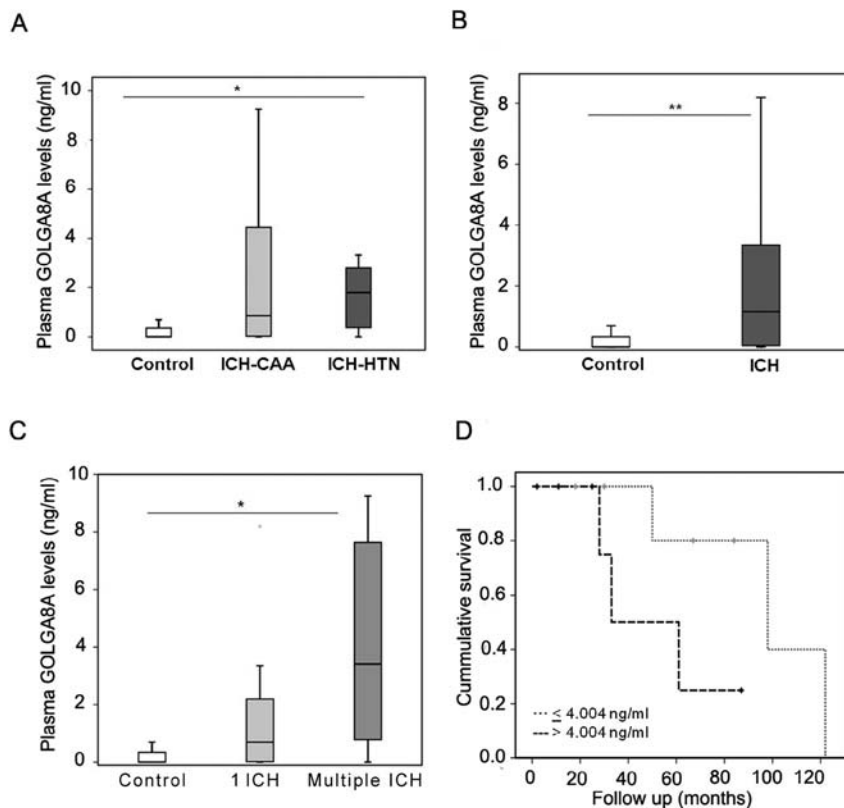 A
Plasma GOLGA8A levels (ng/ml)
10
8
6
4
2
0
*
Control
ICH-CAA
ICH-HTN
B
Plasma GOLGA8A levels (ng/ml)
8
6
4
2
0
**
Control
ICH
C
Plasma GOLGA8A levels (ng/ml)
10
8
6
4
2
0
*
Control
1 ICH
Multiple ICH
D
Cummulative survival
1.0
0.8
0.6
0.4
0.2
0.0
≤ 4.004 ng/ml
> 4.004 ng/ml
0 20 40 60 80 100 120
Follow up (months)